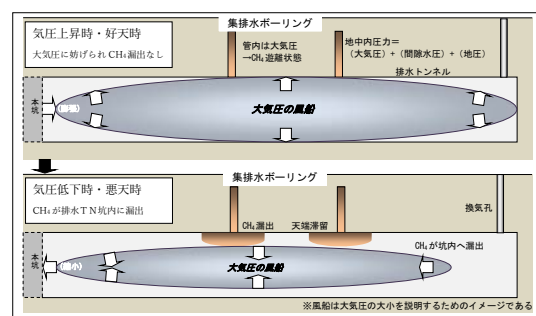 気圧上昇時・好天時
大気圧に妨げられCH₄漏出なし
集排水ボーリング
管内は大気圧
→CH₄遊離状態
地中内圧力＝
（大気圧）＋（間隙水圧）＋（地圧）
排水トンネル
本坑
大気圧の風船
気圧低下時・悪天時
CH₄が排水ＴＮ坑内に漏出
集排水ボーリング
換気孔
CH₄漏出
天端滞留
CH₄が坑内へ漏出
本坑
（縮小）
大気圧の風船
※風船は大気圧の大小を説明するためのイメージである